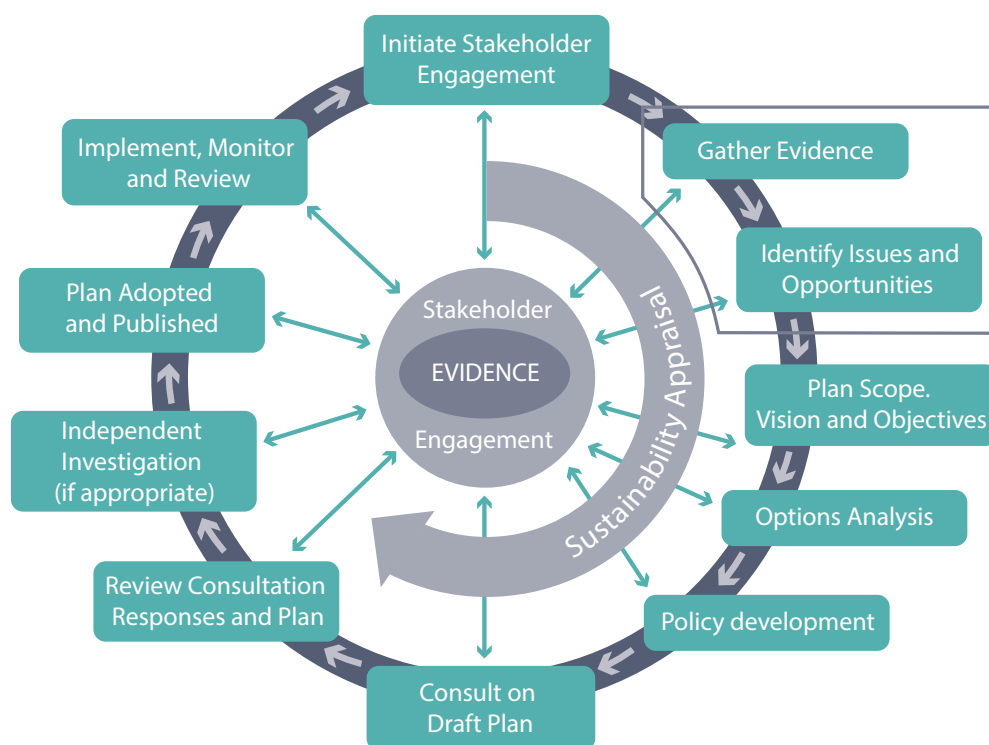 Initiate Stakeholder
Engagement
Gather Evidence
Identify Issues and
Opportunities
Plan Scope.
Vision and Objectives
Options Analysis
Policy development
Consult on
Draft Plan
Review Consultation
Responses and Plan
Independent
Investigation
(if appropriate)
Plan Adopted
and Published
Implement, Monitor
and Review
Stakeholder
EVIDENCE
Engagement
Sustainability Appraisal